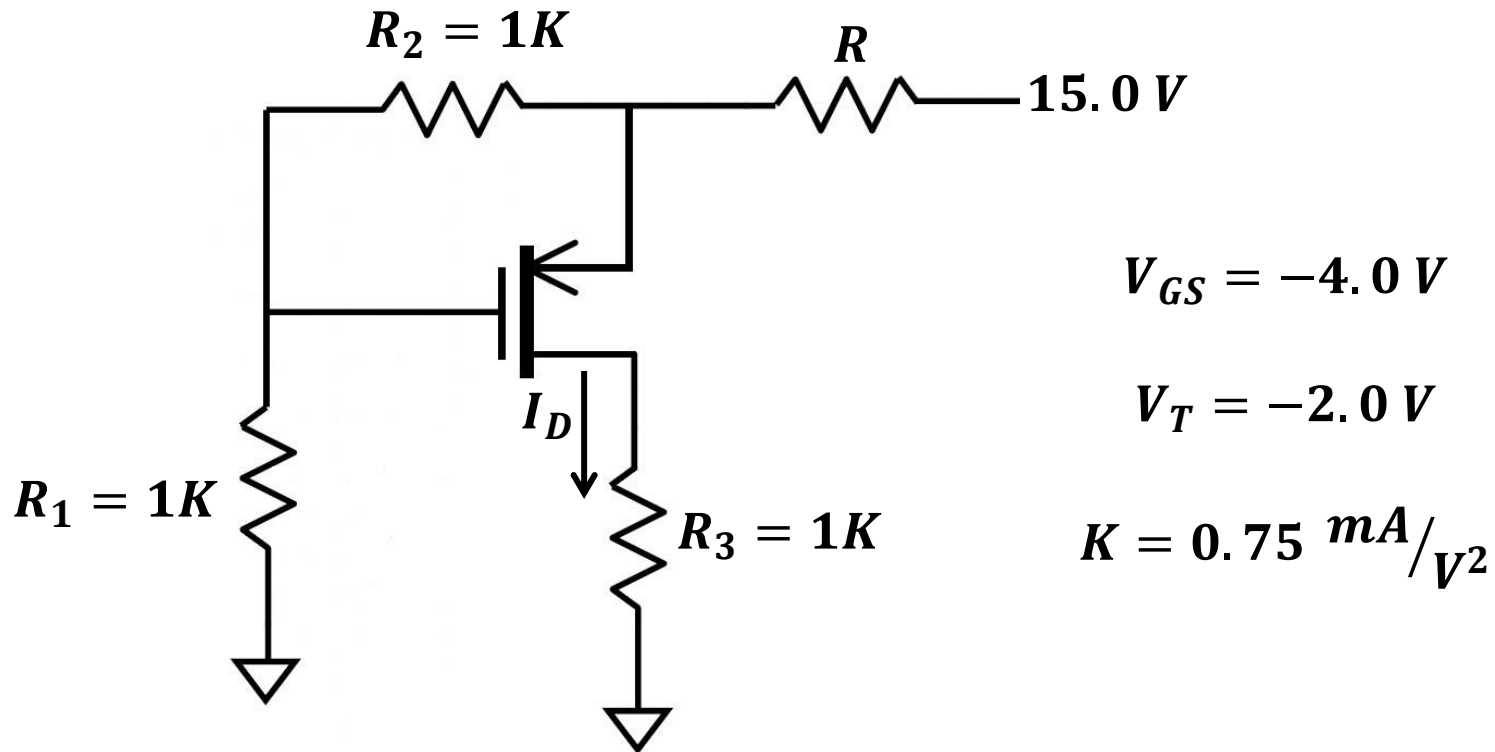 R₂ = 1K
R
15.0 V
V_GS = −4.0 V
V_T = −2.0 V
I_D
R₁ = 1K
R₃ = 1K
K = 0.75 mA/V²